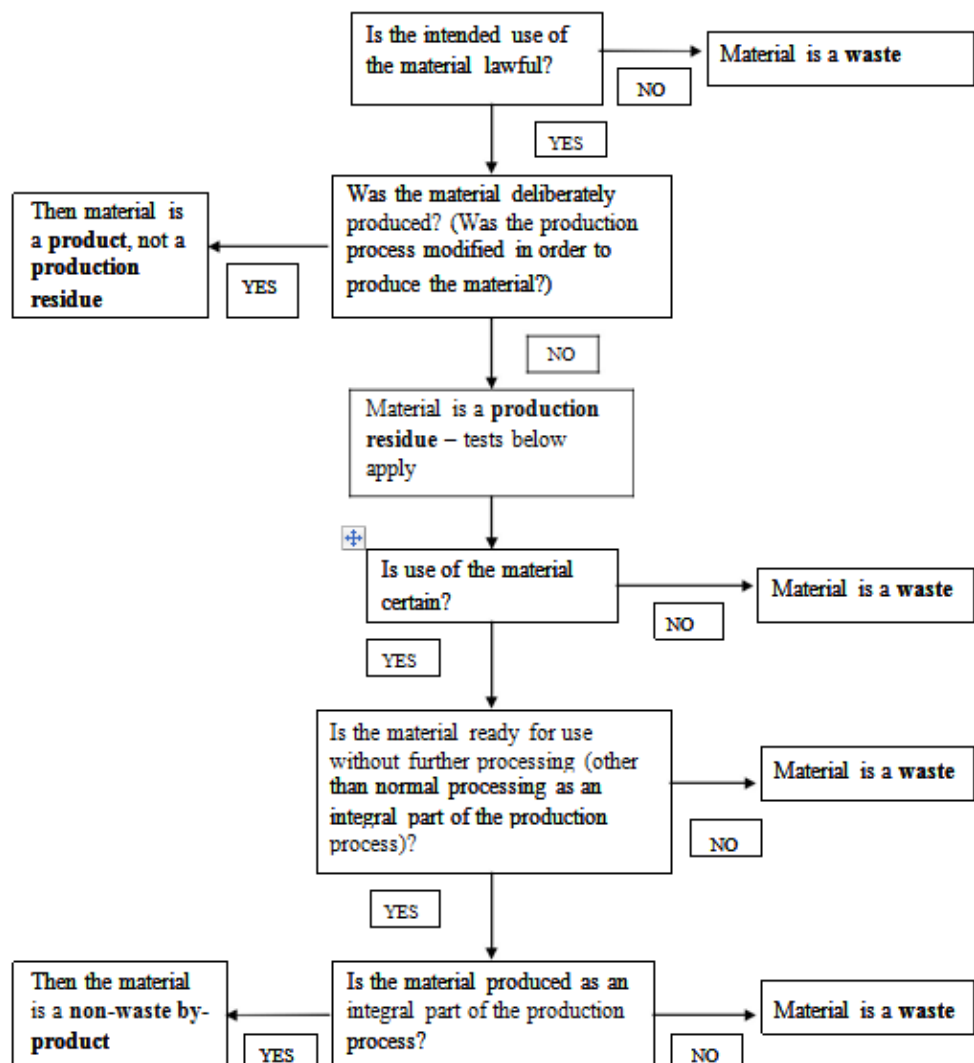 Is the intended use of
the material lawful?
Material is a waste
NO
YES
Then material is
a product, not a
production
residue
YES
Was the material deliberately
produced? (Was the production
process modified in order to
produce the material?)
NO
Material is a production
residue – tests below
apply
Is use of the material
certain?
Material is a waste
NO
YES
Is the material ready for use
without further processing (other
than normal processing as an
integral part of the production
process)?
Material is a waste
NO
YES
Then the material
is a non-waste by-
product
YES
Is the material produced as an
integral part of the production
process?
Material is a waste
NO